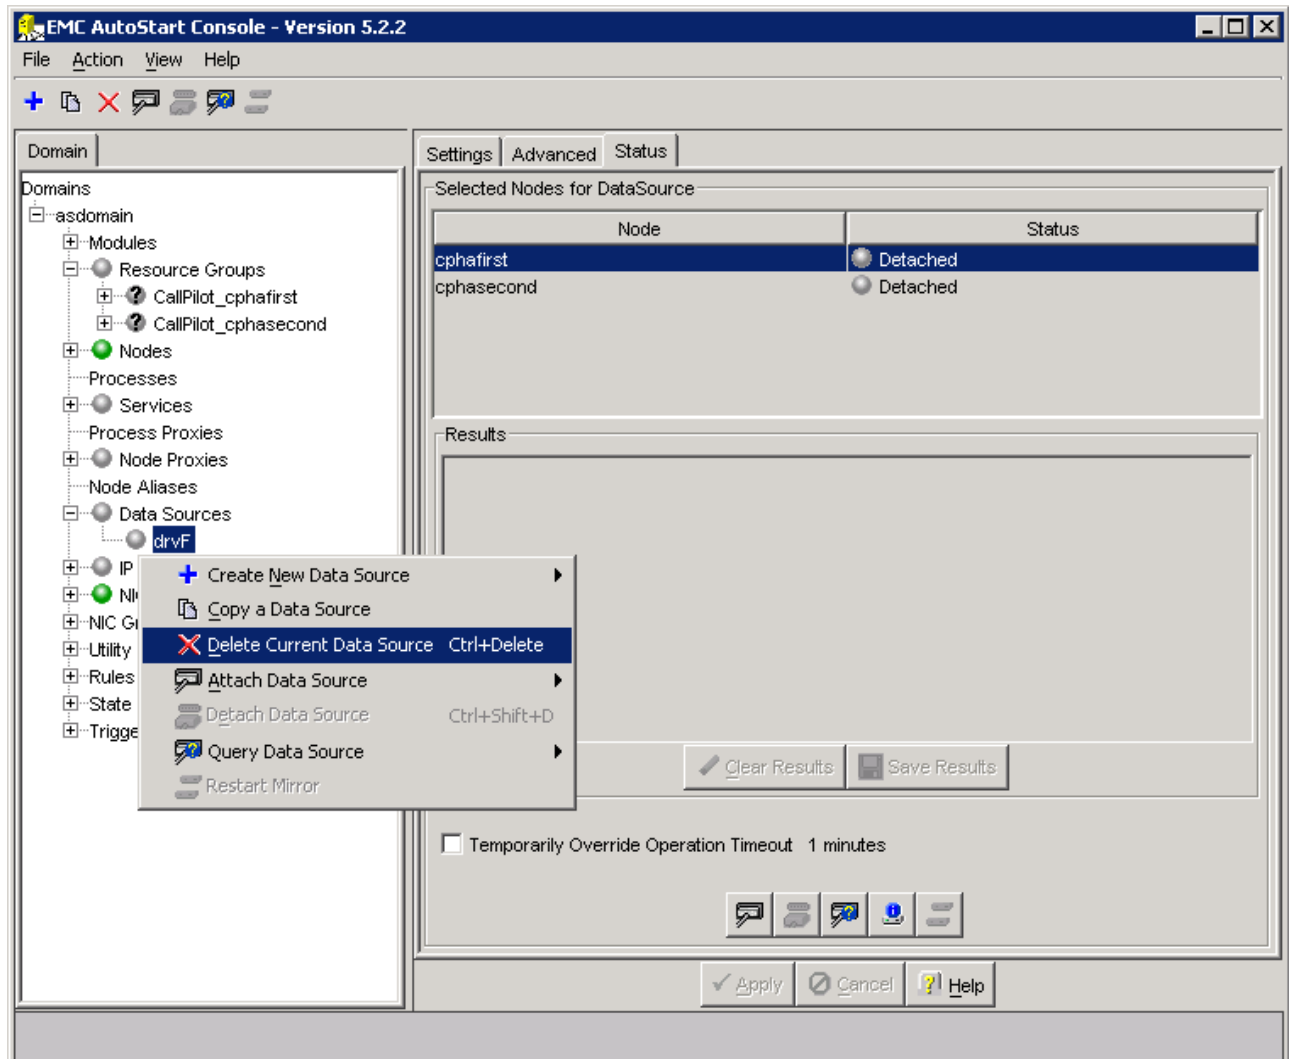 EMC AutoStart Console - Version 5.2.2
File Action View Help
Domain
Settings Advanced Status
Domains
asdomain
Modules
Resource Groups
CallPilot_cphafirst
CallPilot_cphasecond
Nodes
Processes
Services
Process Proxies
Node Proxies
Node Aliases
Data Sources
drvF
IP
NIC Gr
Utility
Rules
State
Trigge
Create New Data Source
Copy a Data Source
Delete Current Data Source Ctrl+Delete
Attach Data Source
Detach Data Source Ctrl+Shift+D
Query Data Source
Restart Mirror
Selected Nodes for DataSource
Node Status
cphafirst Detached
cphasecond Detached
Results
Clear Results Save Results
Temporarily Override Operation Timeout 1 minutes
Apply Cancel Help